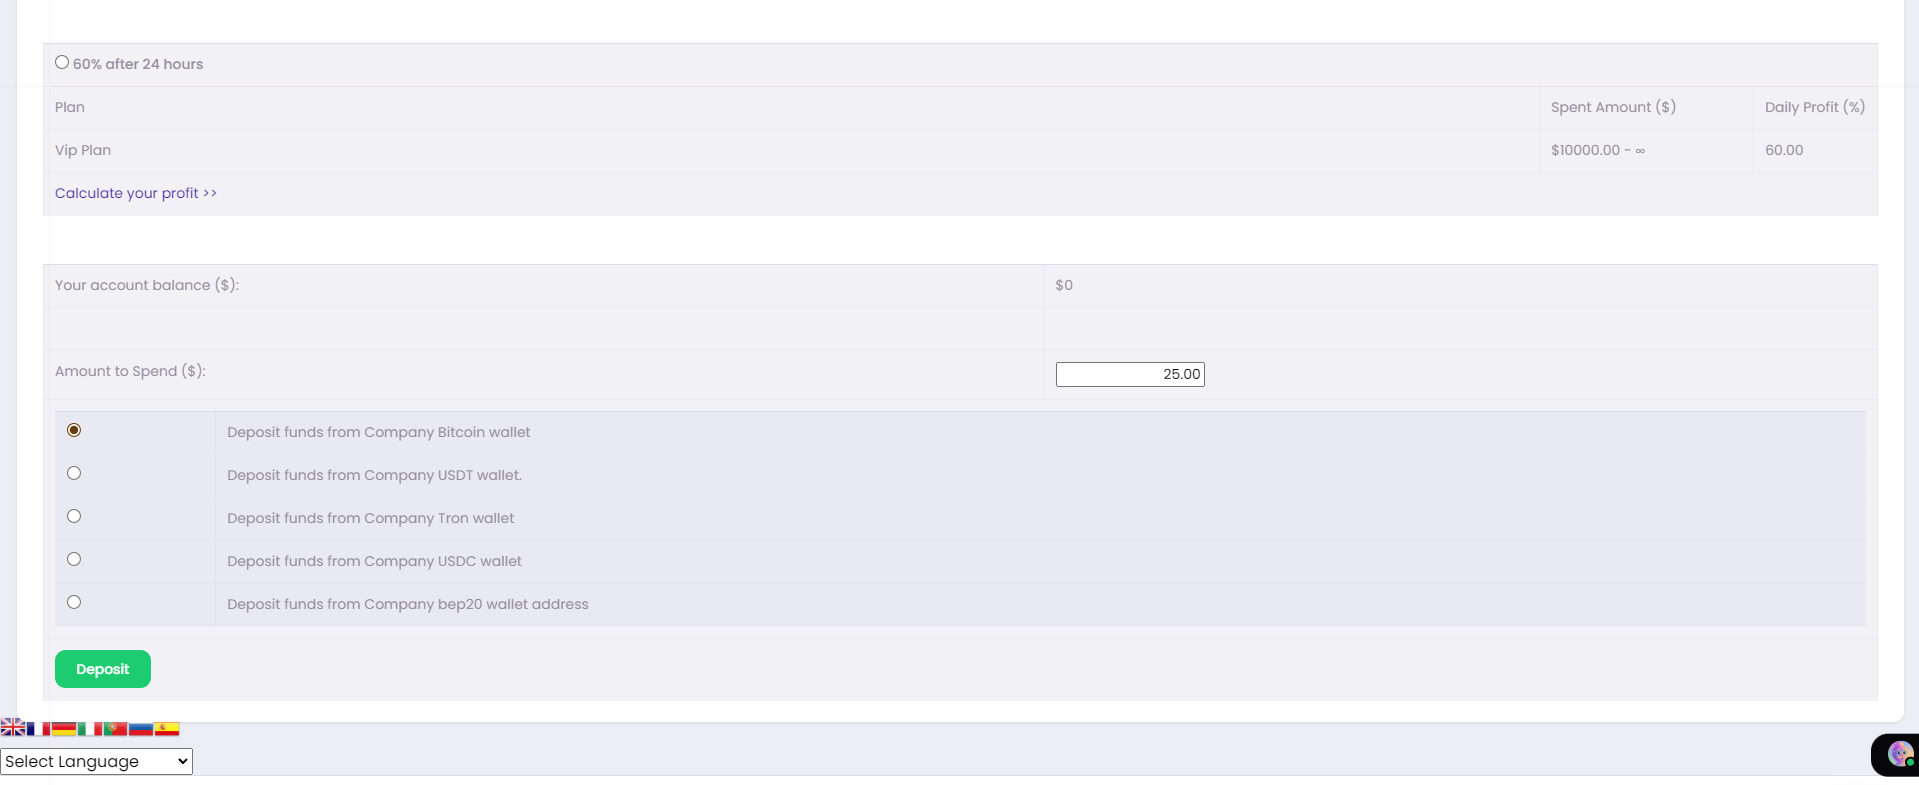 60% after 24 hours
Plan Spent Amount ($) Daily Profit (%)
Vip Plan $10000.00 - ∞ 60.00
Calculate your profit >>
Your account balance ($): $0
Amount to Spend ($): 25.00
Deposit funds from Company Bitcoin wallet
Deposit funds from Company USDT wallet.
Deposit funds from Company Tron wallet
Deposit funds from Company USDC wallet
Deposit funds from Company bep20 wallet address
Deposit
Select Language